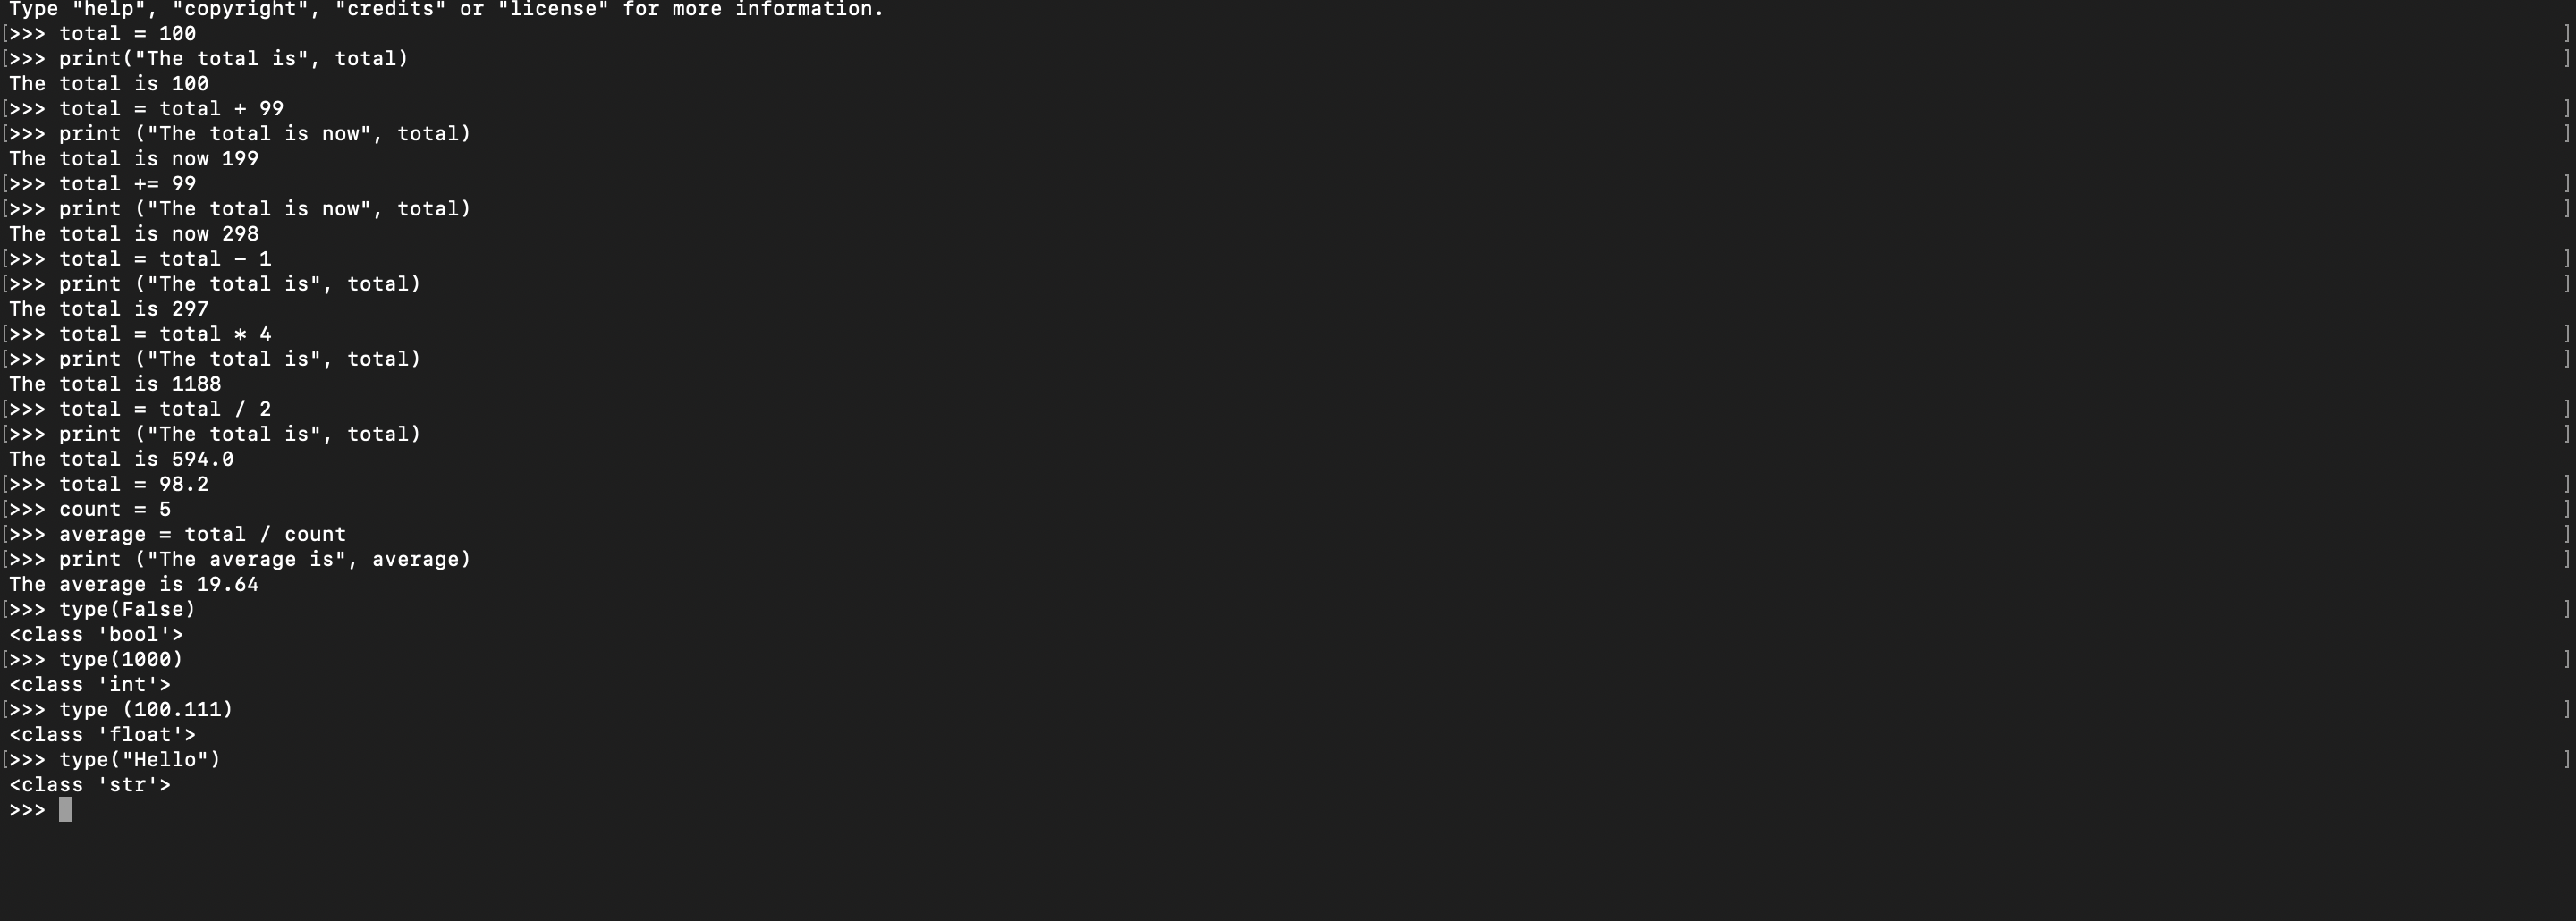 Type "help", "copyright", "credits" or "license" for more information.
[>>> total = 100 ]
[>>> print("The total is", total) ]
The total is 100
[>>> total = total + 99 ]
[>>> print ("The total is now", total) ]
The total is now 199
[>>> total += 99 ]
[>>> print ("The total is now", total) ]
The total is now 298
[>>> total = total - 1 ]
[>>> print ("The total is", total) ]
The total is 297
[>>> total = total * 4 ]
[>>> print ("The total is", total) ]
The total is 1188
[>>> total = total / 2 ]
[>>> print ("The total is", total) ]
The total is 594.0
[>>> total = 98.2 ]
[>>> count = 5 ]
[>>> average = total / count ]
[>>> print ("The average is", average) ]
The average is 19.64
[>>> type(False) ]
<class 'bool'>
[>>> type(1000) ]
<class 'int'>
[>>> type (100.111) ]
<class 'float'>
[>>> type("Hello") ]
<class 'str'>
>>>